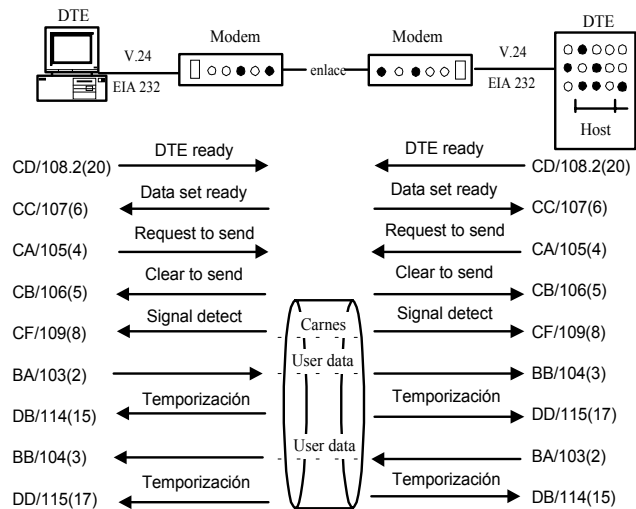 DTE
Modem
Modem
DTE
V.24
EIA 232
enlace
V.24
EIA 232
Host
CD/108.2(20)
DTE ready
CD/108.2(20)
CC/107(6)
Data set ready
Data set ready
CC/107(6)
CA/105(4)
Request to send
Request to send
CA/105(4)
CB/106(5)
Clear to send
Clear to send
CB/106(5)
CF/109(8)
Signal detect
Carnes
Signal detect
CF/109(8)
BA/103(2)
User data
BB/104(3)
DB/114(15)
Temporización
Temporización
DD/115(17)
BB/104(3)
User data
BA/103(2)
DD/115(17)
Temporización
Temporización
DB/114(15)